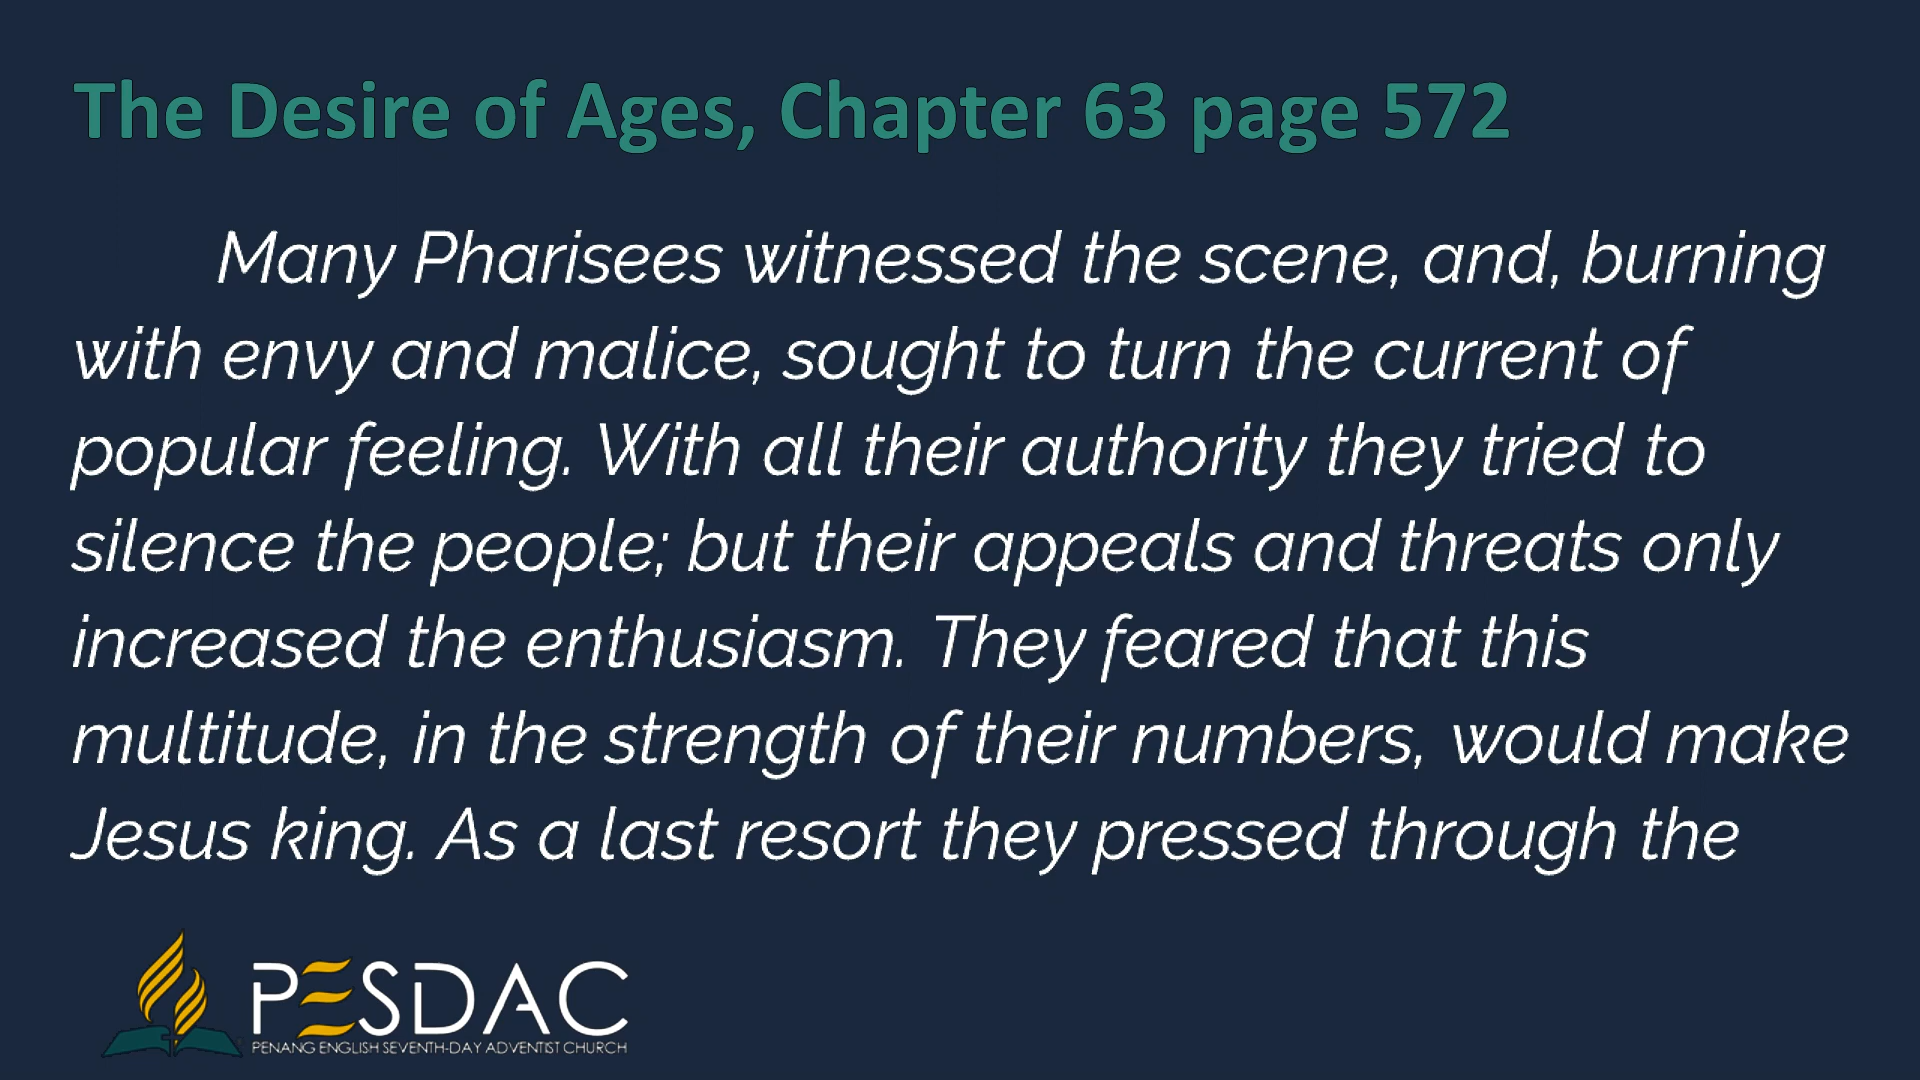 The Desire of Ages, Chapter 63 page 572
Many Pharisees witnessed the scene, and, burning
with envy and malice, sought to turn the current of
popular feeling. With all their authority they tried to
silence the people; but their appeals and threats only
increased the enthusiasm. They feared that this
multitude, in the strength of their numbers, would make
Jesus king. As a last resort they pressed through the
PESDAC
PENANG ENGLISH SEVENTH-DAY ADVENTIST CHURCH